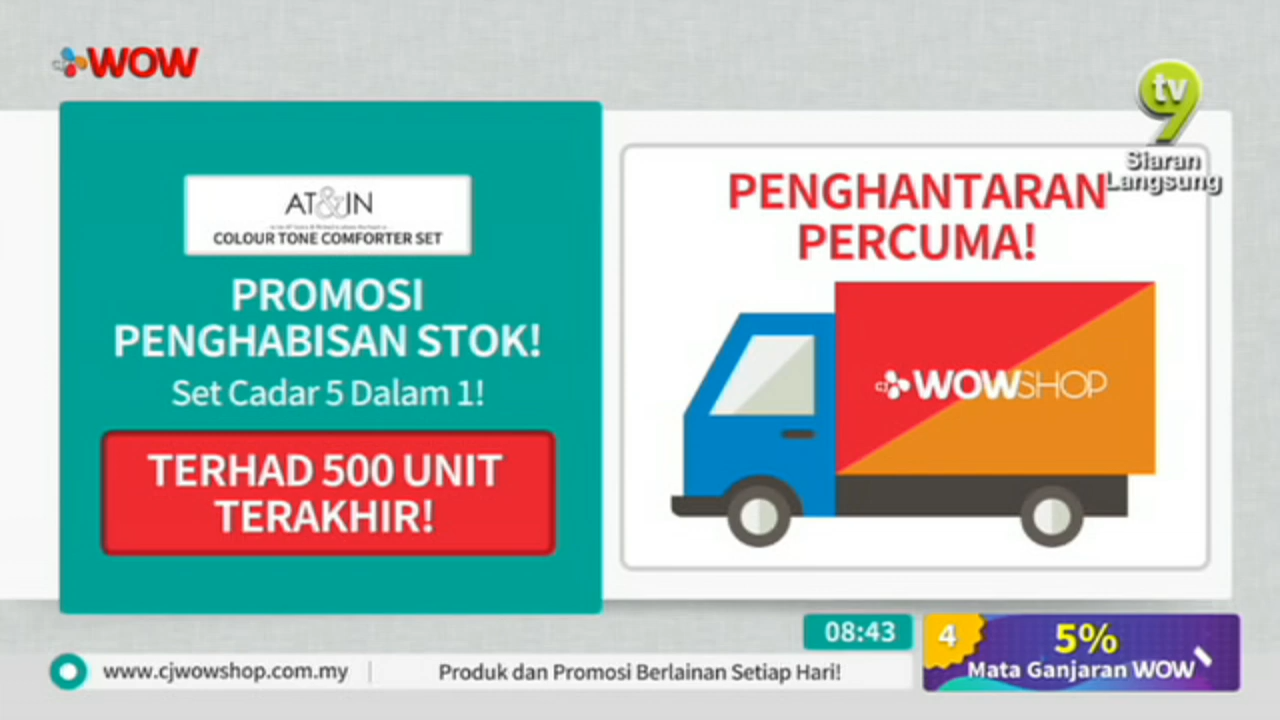 CJ WOW
tv9
Siaran
Langsung
AT&IN
COLOUR TONE COMFORTER SET
PROMOSI
PENGHABISAN STOK!
Set Cadar 5 Dalam 1!
TERHAD 500 UNIT
TERAKHIR!
PENGHANTARAN
PERCUMA!
CJ WOWSHOP
08:43
4
5%
Mata Ganjaran WOW
www.cjwowshop.com.my
Produk dan Promosi Berlainan Setiap Hari!